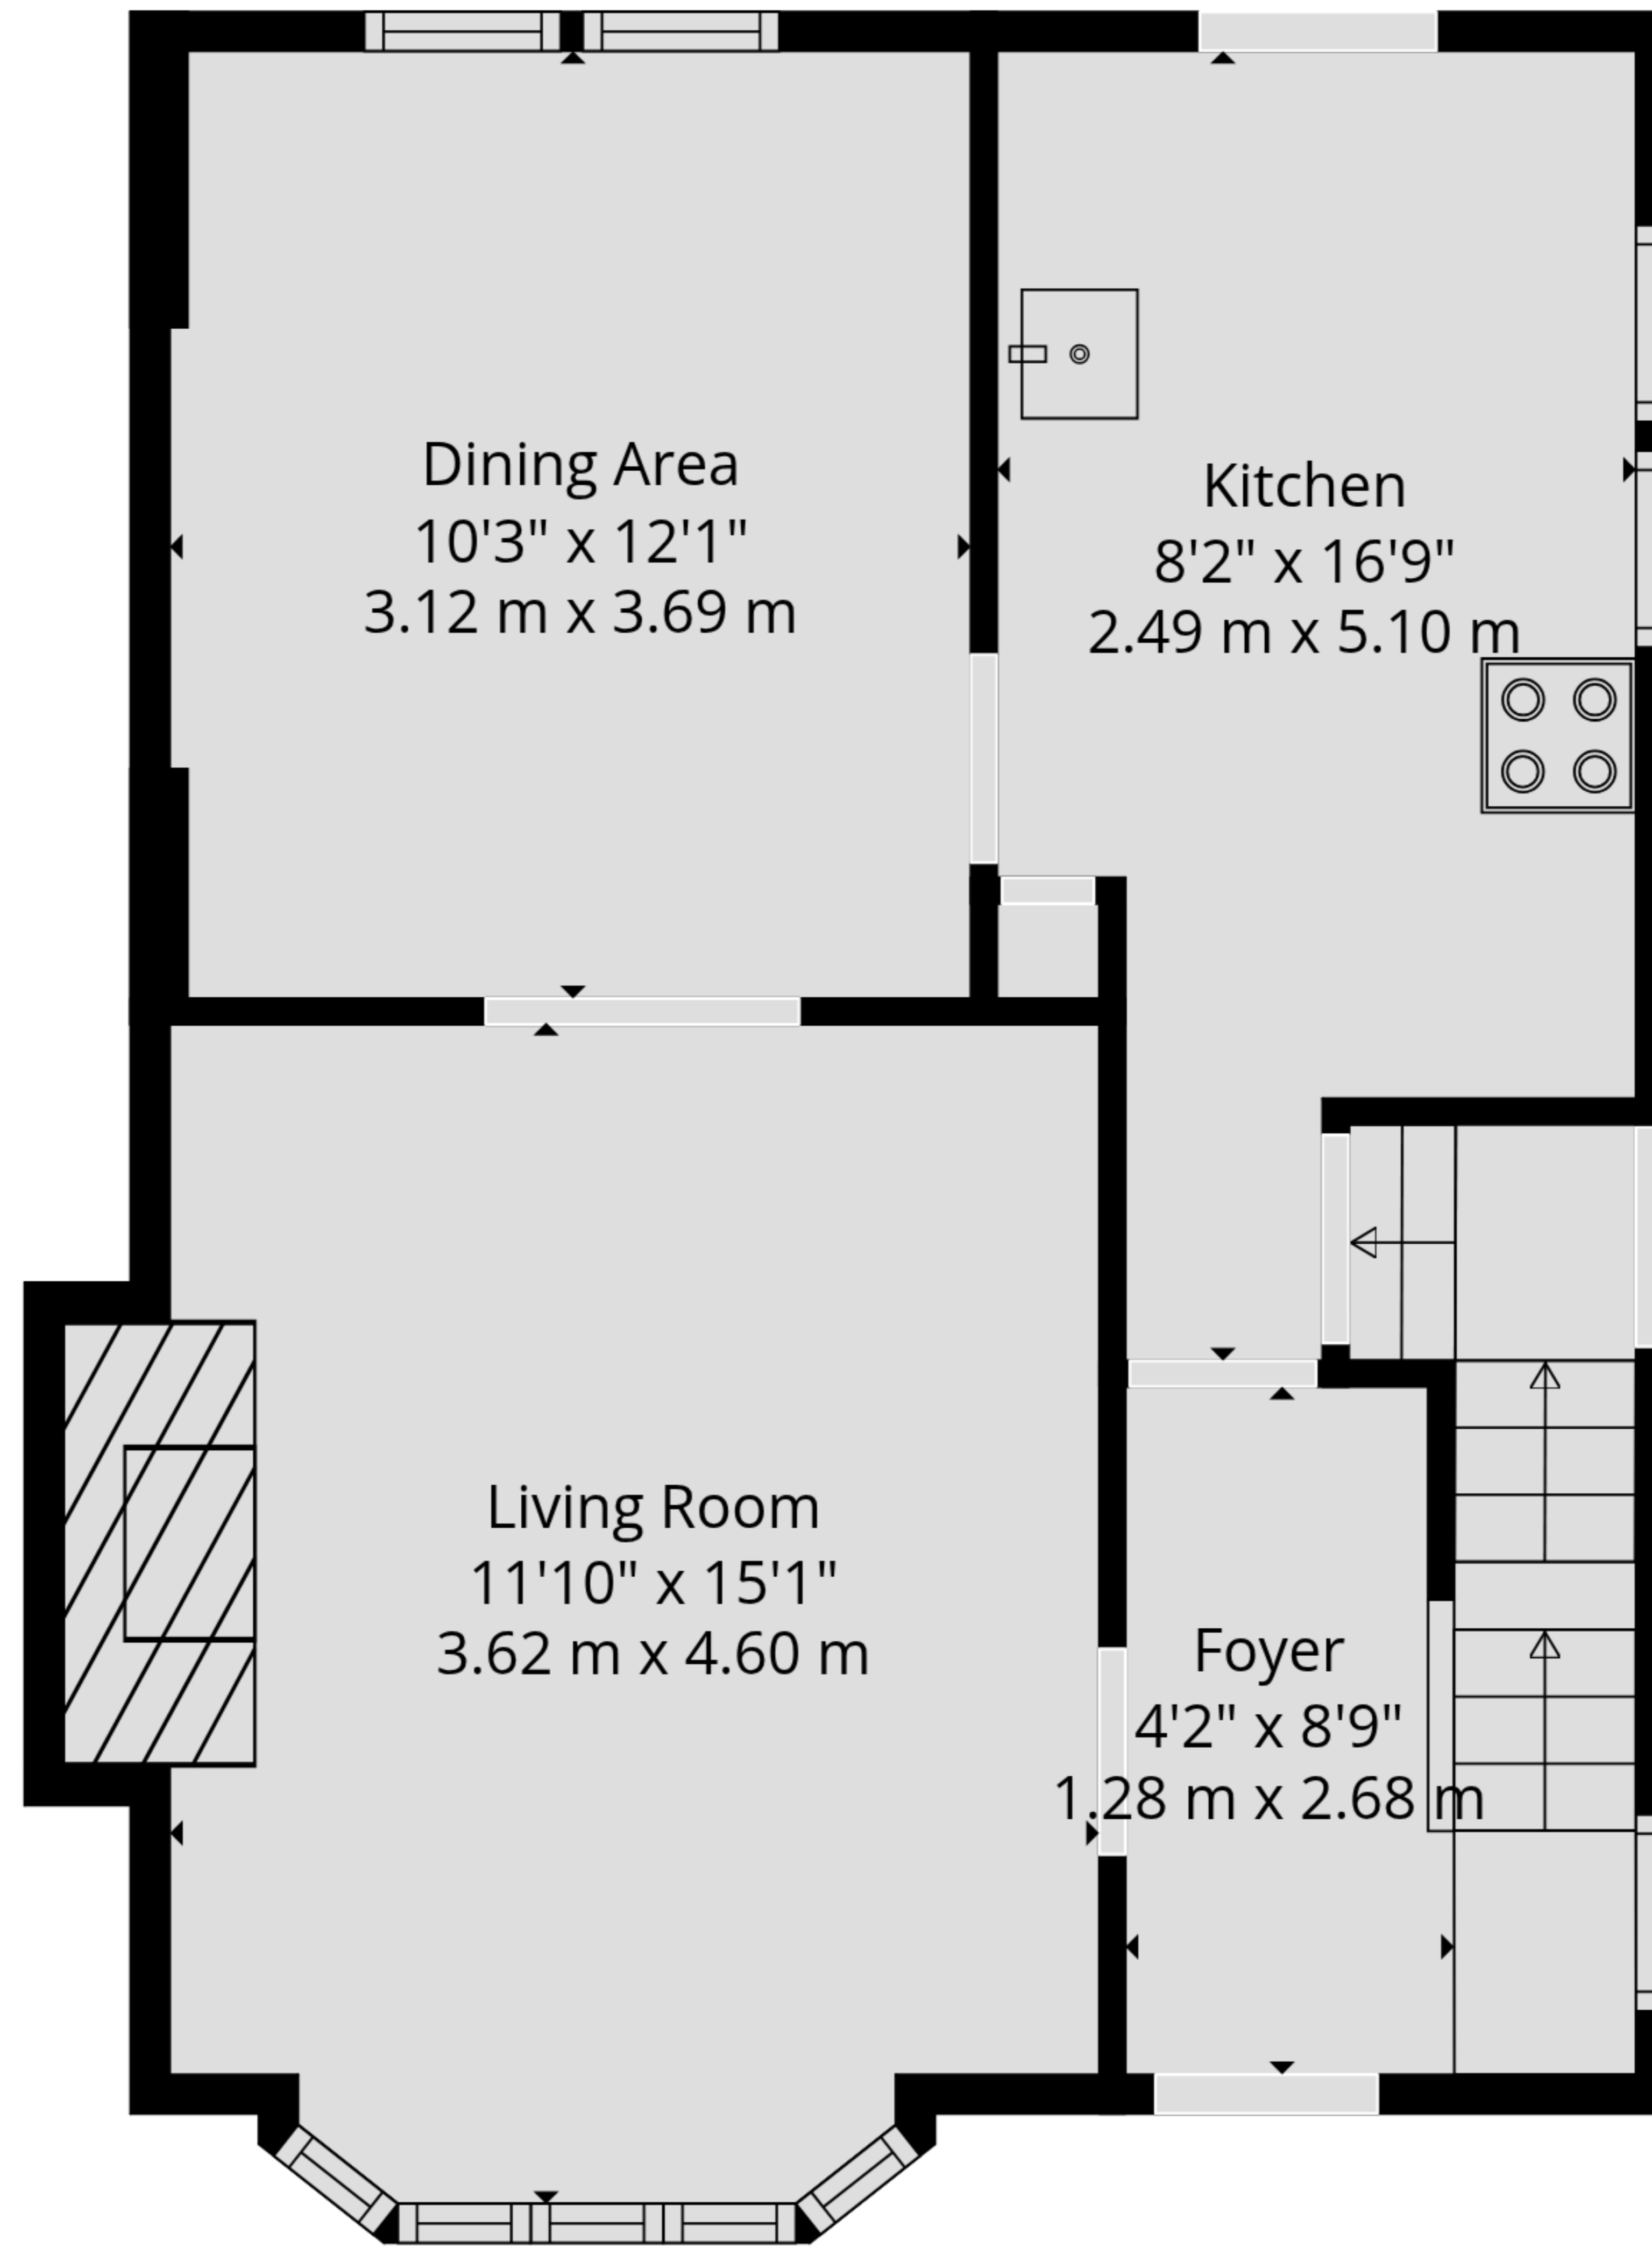 Dining Area
10'3" x 12'1"
3.12 m x 3.69 m
Kitchen
8'2" x 16'9"
2.49 m x 5.10 m
Living Room
11'10" x 15'1"
3.62 m x 4.60 m
Foyer
4'2" x 8'9"
1.28 m x 2.68 m